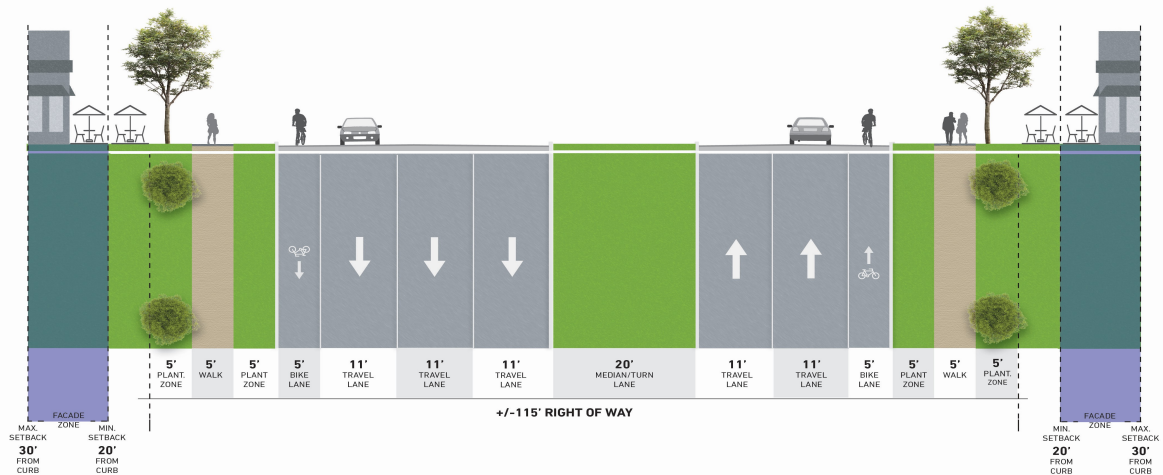 5'
PLANT.
ZONE
5'
WALK
5'
PLANT
ZONE
5'
BIKE
LANE
11'
TRAVEL
LANE
11'
TRAVEL
LANE
11'
TRAVEL
LANE
20'
MEDIAN/TURN
LANE
11'
TRAVEL
LANE
11'
TRAVEL
LANE
5'
BIKE
LANE
5'
PLANT
ZONE
5'
WALK
5'
PLANT.
ZONE
+/-115' RIGHT OF WAY
FACADE
ZONE
MAX.
SETBACK
30'
FROM
CURB
MIN.
SETBACK
20'
FROM
CURB
FACADE
ZONE
MIN.
SETBACK
20'
FROM
CURB
MAX.
SETBACK
30'
FROM
CURB